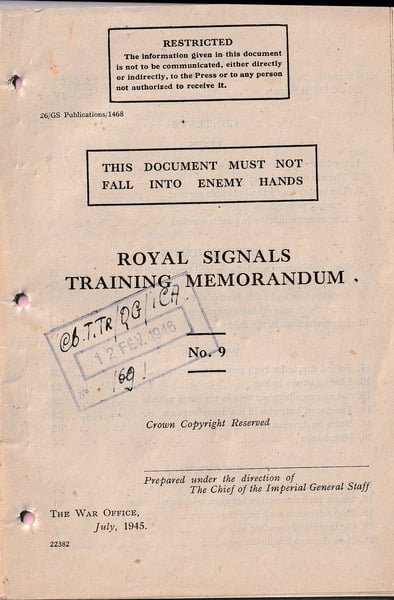 RESTRICTED
The information given in this document
is not to be communicated, either directly
or indirectly, to the Press or to any person
not authorized to receive it.
26/GS Publications/1468
THIS DOCUMENT MUST NOT
FALL INTO ENEMY HANDS
ROYAL SIGNALS
TRAINING MEMORANDUM.
12 FEV. 1946
No. 9
Crown Copyright Reserved
Prepared under the direction of
The Chief of the Imperial General Staff
THE WAR OFFICE,
July, 1945.
22382